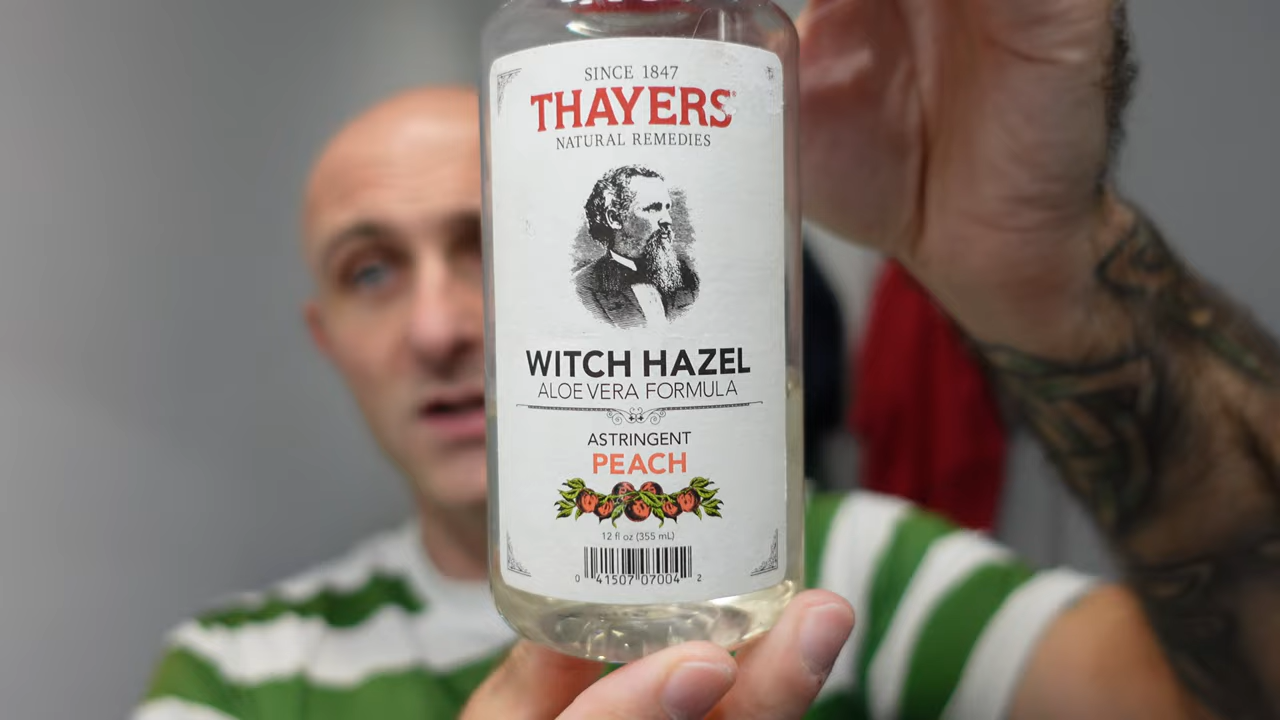 SINCE 1847
THAYERS®
NATURAL REMEDIES
WITCH HAZEL
ALOE VERA FORMULA
ASTRINGENT
PEACH
12 fl oz (355 mL)
0 41507 07004 2